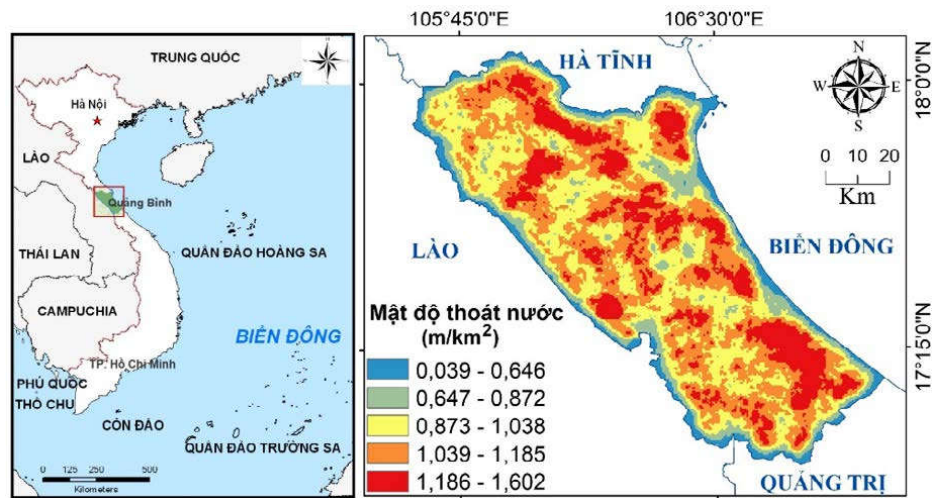 TRUNG QUỐC
Hà Nội
LÀO
Quảng Bình
QUẦN ĐẢO HOÀNG SA
THÁI LAN
CAMPUCHIA
BIỂN ĐÔNG
TP. Hồ Chí Minh
PHÚ QUỐC
THỔ CHU
CÔN ĐẢO
QUẦN ĐẢO TRƯỜNG SA
0 125 250 500
Kilometers
105°45'0"E
106°30'0"E
HÀ TĨNH
N
W E
S
18°0'0"N
0 10 20
Km
LÀO
BIỂN ĐÔNG
Mật độ thoát nước
(m/km²)
0,039 - 0,646
0,647 - 0,872
0,873 - 1,038
1,039 - 1,185
1,186 - 1,602
17°15'0"N
QUẢNG TRỊ